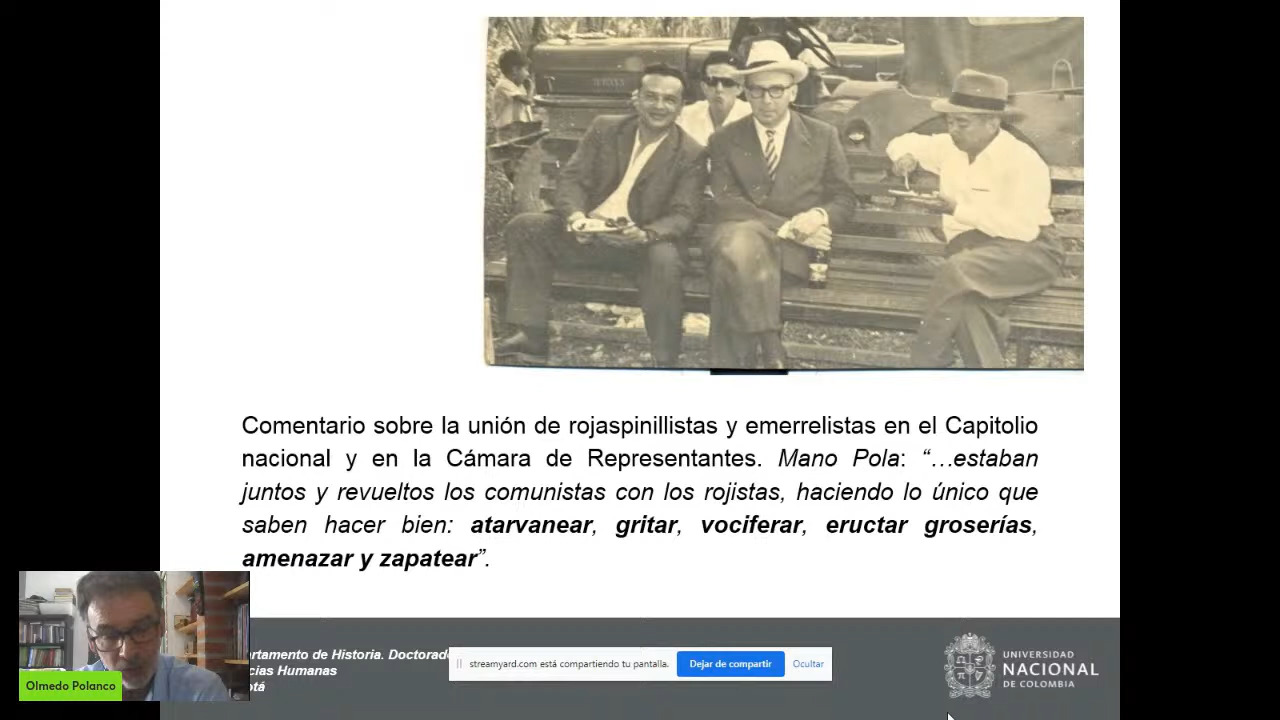 Comentario sobre la unión de rojaspinillistas y emerrelistas en el Capitolio
nacional y en la Cámara de Representantes. Mano Pola: “…estaban
juntos y revueltos los comunistas con los rojistas, haciendo lo único que
saben hacer bien: atarvanear, gritar, vociferar, eructar groserías,
amenazar y zapatear”.
artamento de Historia. Doctorado
cias Humanas
otá
Olmedo Polanco
streamyard.com está compartiendo tu pantalla.
Dejar de compartir
Ocultar
UNIVERSIDAD
NACIONAL
DE COLOMBIA